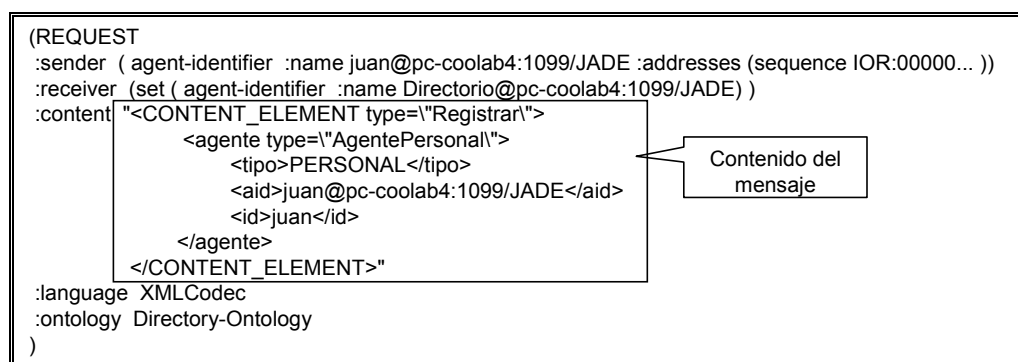 (REQUEST
:sender ( agent-identifier :name juan@pc-coolab4:1099/JADE :addresses (sequence IOR:00000... ))
:receiver (set ( agent-identifier :name Directorio@pc-coolab4:1099/JADE) )
:content "<CONTENT_ELEMENT type=\"Registrar\">
<agente type=\"AgentePersonal\">
<tipo>PERSONAL</tipo>
<aid>juan@pc-coolab4:1099/JADE</aid>
<id>juan</id>
</agente>
</CONTENT_ELEMENT>"
:language XMLCodec
:ontology Directory-Ontology
)
Contenido del
mensaje